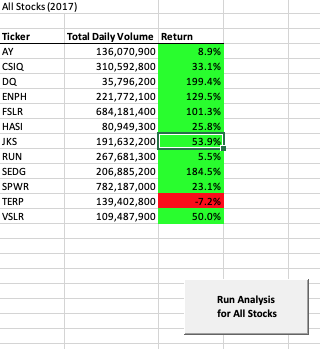 All Stocks (2017)
Ticker Total Daily Volume Return
AY 136,070,900 8.9%
CSIQ 310,592,800 33.1%
DQ 35,796,200 199.4%
ENPH 221,772,100 129.5%
FSLR 684,181,400 101.3%
HASI 80,949,300 25.8%
JKS 191,632,200 53.9%
RUN 267,681,300 5.5%
SEDG 206,885,200 184.5%
SPWR 782,187,000 23.1%
TERP 139,402,800 -7.2%
VSLR 109,487,900 50.0%
Run Analysis
for All Stocks